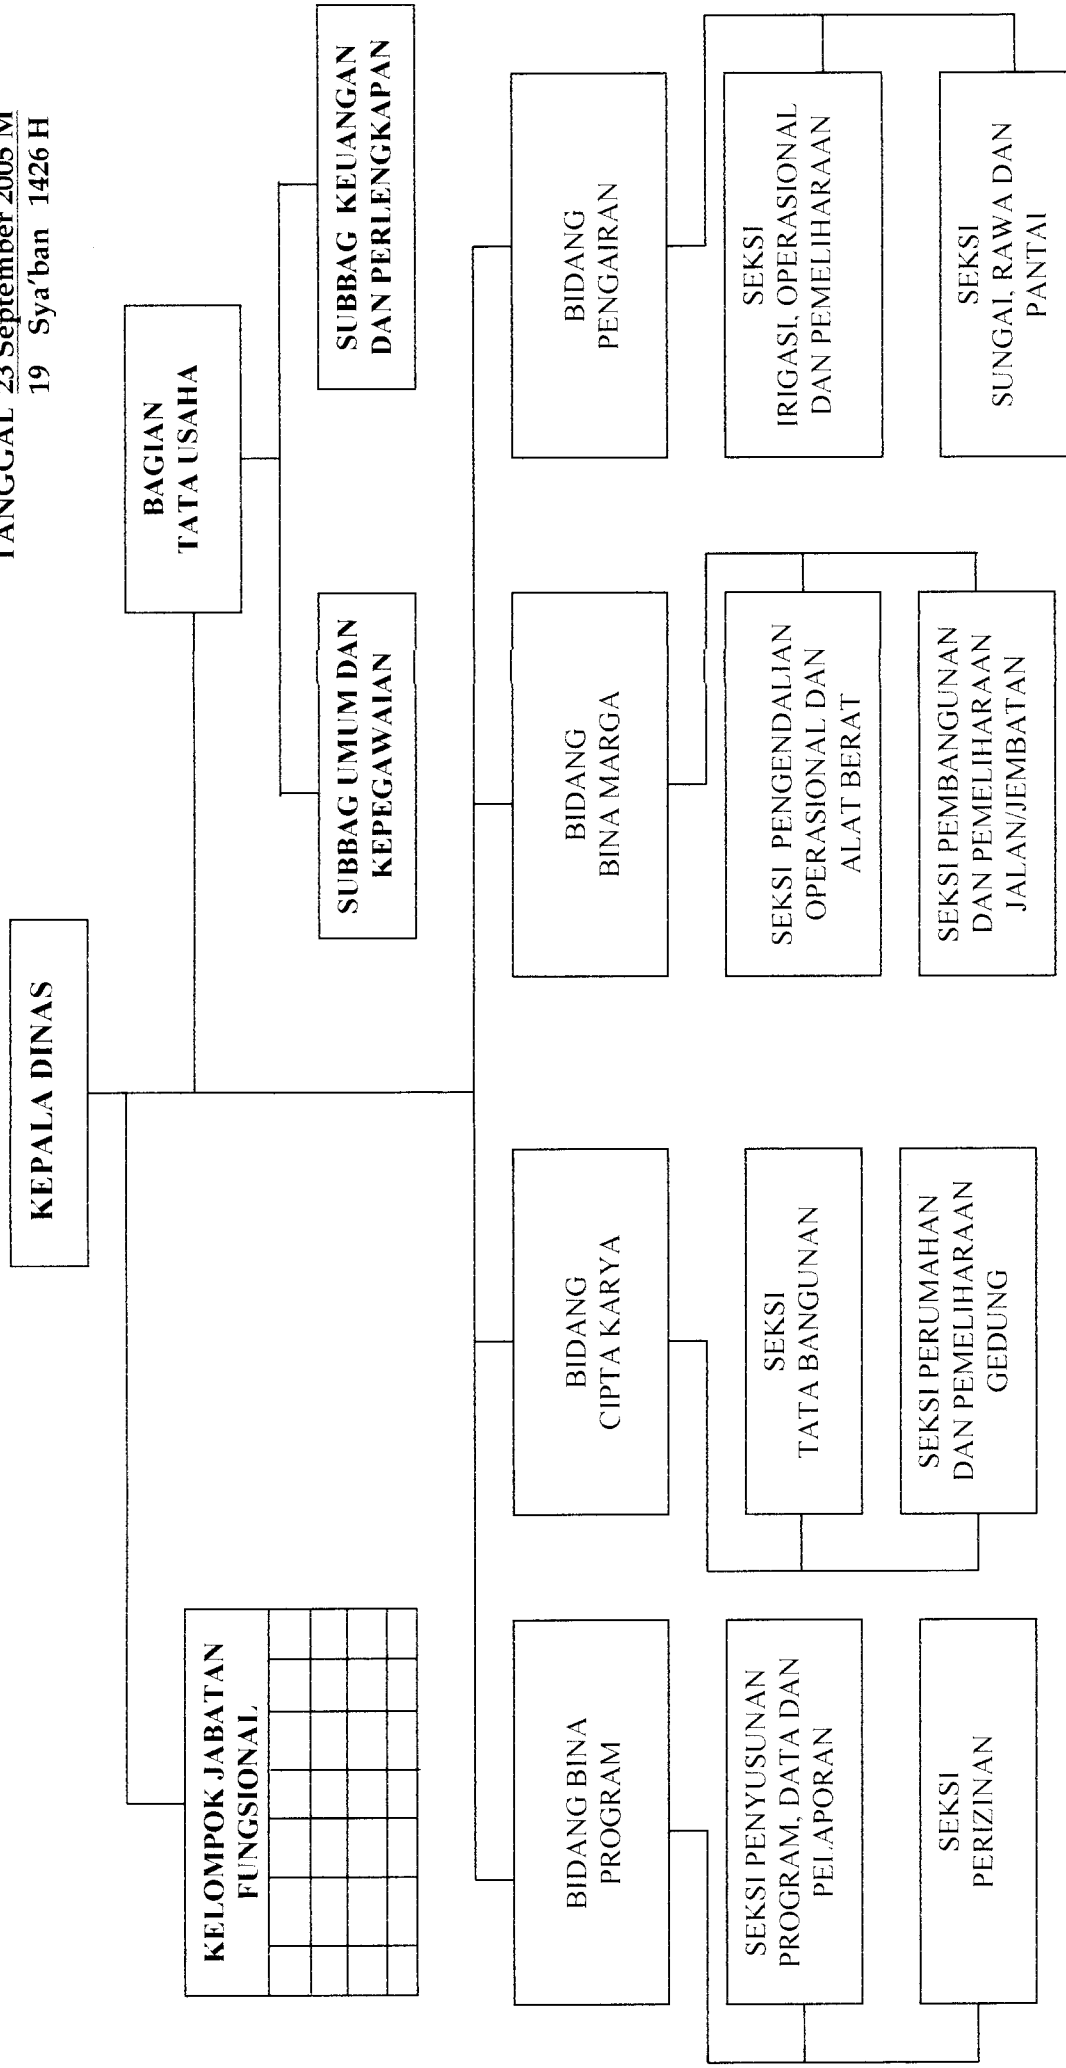 TANGGAL 23 September 2005 M
19 Sya'ban 1426 H
KEPALA DINAS
BAGIAN
TATA USAHA
KELOMPOK JABATAN
FUNGSIONAL
SUBBAG UMUM DAN
KEPEGAWAIAN
SUBBAG KEUANGAN
DAN PERLENGKAPAN
BIDANG BINA
PROGRAM
BIDANG
CIPTA KARYA
BIDANG
BINA MARGA
BIDANG
PENGAIRAN
SEKSI PENYUSUNAN
PROGRAM, DATA DAN
PELAPORAN
SEKSI
TATA BANGUNAN
SEKSI PENGENDALIAN
OPERASIONAL DAN
ALAT BERAT
SEKSI
IRIGASI, OPERASIONAL
DAN PEMELIHARAAN
SEKSI
PERIZINAN
SEKSI PERUMAHAN
DAN PEMELIHARAAN
GEDUNG
SEKSI PEMBANGUNAN
DAN PEMELIHARAAN
JALAN/JEMBATAN
SEKSI
SUNGAI, RAWA DAN
PANTAI